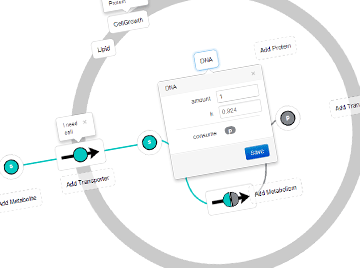 Protein
CellGrowth
Lipid
DNA
Add Protein
DNA ×
amount 1
k 0.924
consume p
Save
Add Tran
I need
cell
×
s
s
p
Add Transporter
Add Metabolite
Add Metabolism